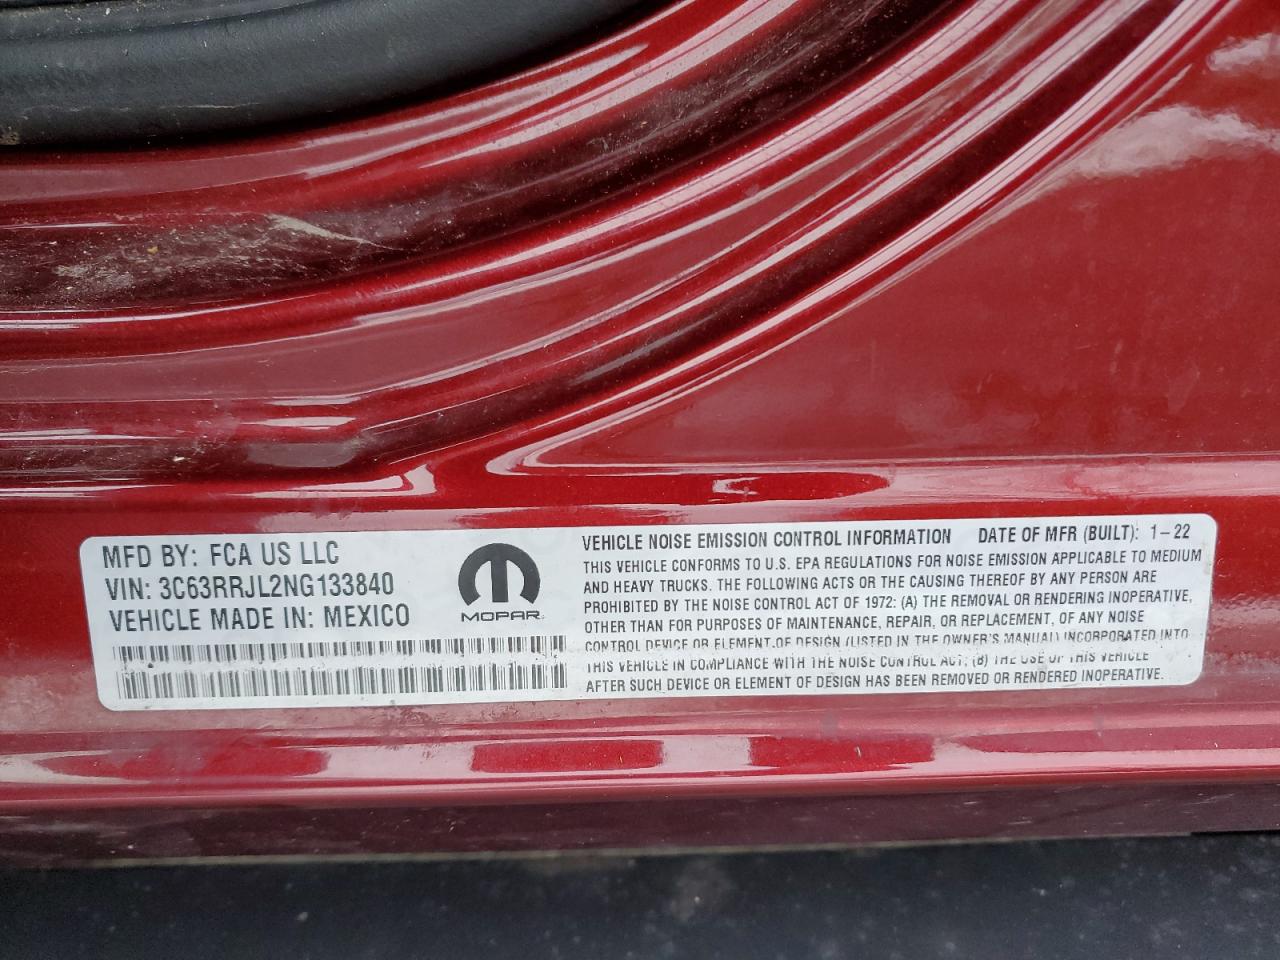 MFD BY: FCA US LLC
VIN: 3C63RRJL2NG133840
VEHICLE MADE IN: MEXICO
MOPAR
VEHICLE NOISE EMISSION CONTROL INFORMATION DATE OF MFR (BUILT): 1-22
THIS VEHICLE CONFORMS TO U.S. EPA REGULATIONS FOR NOISE EMISSION APPLICABLE TO MEDIUM
AND HEAVY TRUCKS. THE FOLLOWING ACTS OR THE CAUSING THEREOF BY ANY PERSON ARE
PROHIBITED BY THE NOISE CONTROL ACT OF 1972: (A) THE REMOVAL OR RENDERING INOPERATIVE,
OTHER THAN FOR PURPOSES OF MAINTENANCE, REPAIR, OR REPLACEMENT, OF ANY NOISE
CONTROL DEVICE OR ELEMENT OF DESIGN (LISTED IN THE OWNER'S MANUAL) INCORPORATED INTO
THIS VEHICLE IN COMPLIANCE WITH THE NOISE CONTROL ACT; (B) THE USE OF THIS VEHICLE
AFTER SUCH DEVICE OR ELEMENT OF DESIGN HAS BEEN REMOVED OR RENDERED INOPERATIVE.